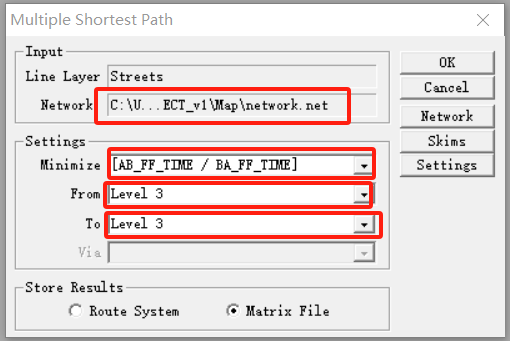 Multiple Shortest Path
Input
Line Layer Streets
Network C:\U...ECT_v1\Map\network.net
Settings
Minimize [AB_FF_TIME / BA_FF_TIME]
From Level 3
To Level 3
Via
Store Results
Route System Matrix File
OK
Cancel
Network
Skims
Settings